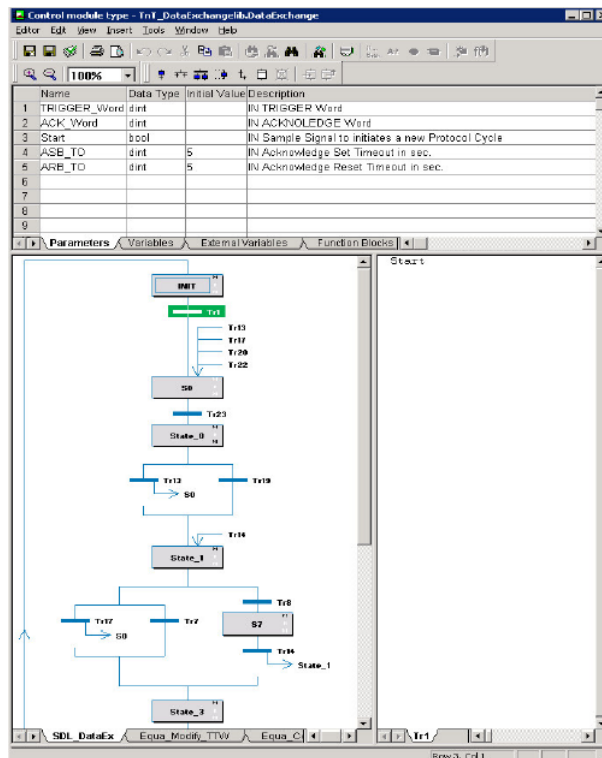 Control module type - TnT_DataExchangelib.DataExchange
Editor Edit View Insert Tools Window Help
100%
Name Data Type Initial Value Description
1 TRIGGER_Word dint IN TRIGGER Word
2 ACK_Word dint IN ACKNOLEDGE Word
3 Start bool IN Sample Signal to initiates a new Protocol Cycle
4 ASB_TO dint 5 IN Acknowledge Set Timeout in sec.
5 ARB_TO dint 5 IN Acknowledge Reset Timeout in sec.
6
7
8
9
Parameters Variables External Variables Function Blocks
Start
INIT
Tr1
Tr13
Tr17
Tr20
Tr22
S0
Tr23
State_0
Tr13 Tr19
S0
Tr14
State_1
Tr8
Tr17 Tr7 S7
S0
Tr14
State_1
State_3
SDL_DataEx Equa_Modify_TTW Equa_C
Tr1
Row 3, Col 1